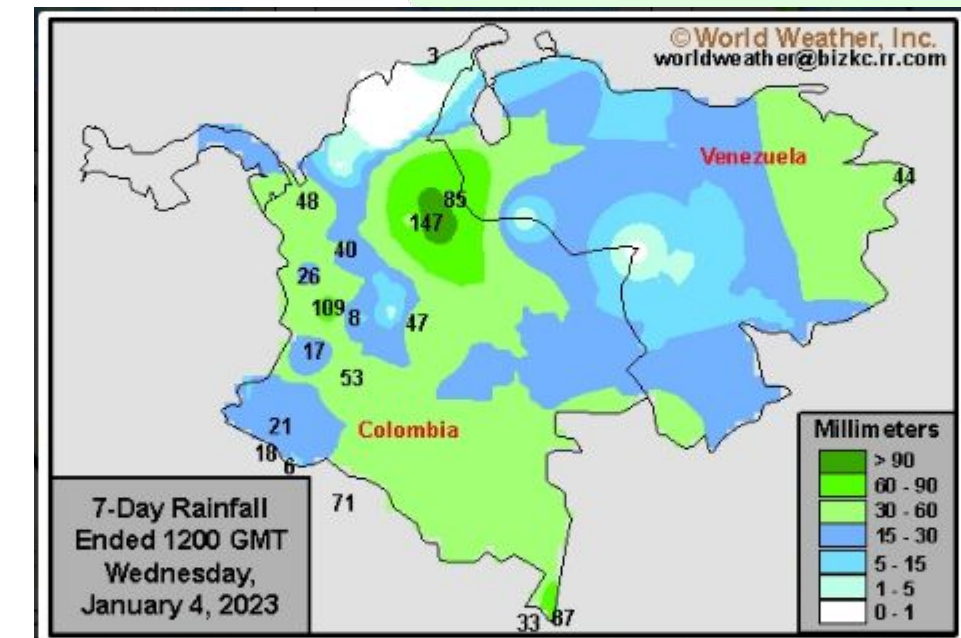 © World Weather, Inc.
worldweather@bizkc.rr.com
3
Venezuela
44
85
48
147
40
26
109
8
47
17
53
21
Colombia
18
6
71
33
87
7-Day Rainfall
Ended 1200 GMT
Wednesday,
January 4, 2023
Millimeters
> 90
60 - 90
30 - 60
15 - 30
5 - 15
1 - 5
0 - 1